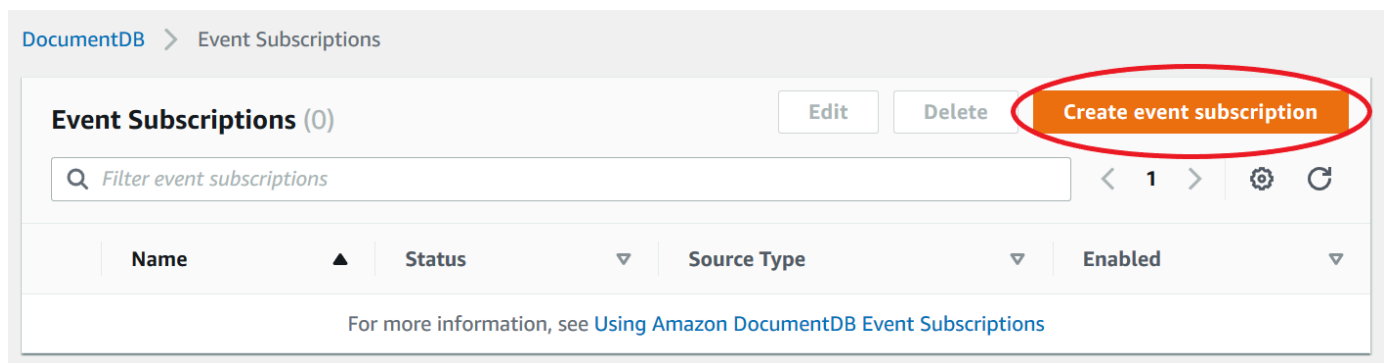 DocumentDB > Event Subscriptions
Event Subscriptions (0) Edit Delete Create event subscription
Filter event subscriptions 1
Name Status Source Type Enabled
For more information, see Using Amazon DocumentDB Event Subscriptions